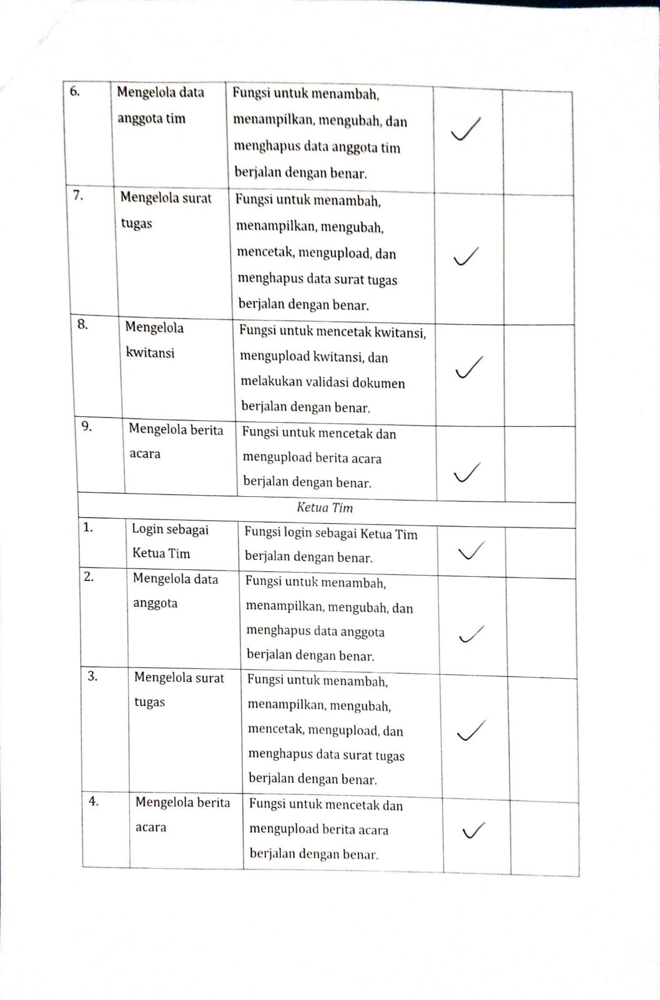 6.
Mengelola data
anggota tim
Fungsi untuk menambah,
menampilkan, mengubah, dan
menghapus data anggota tim
berjalan dengan benar.
✓
7.
Mengelola surat
tugas
Fungsi untuk menambah,
menampilkan, mengubah,
mencetak, mengupload, dan
menghapus data surat tugas
berjalan dengan benar.
✓
8.
Mengelola
kwitansi
Fungsi untuk mencetak kwitansi,
mengupload kwitansi, dan
melakukan validasi dokumen
berjalan dengan benar.
✓
9.
Mengelola berita
acara
Fungsi untuk mencetak dan
mengupload berita acara
berjalan dengan benar.
✓
Ketua Tim
1.
Login sebagai
Ketua Tim
Fungsi login sebagai Ketua Tim
berjalan dengan benar.
✓
2.
Mengelola data
anggota
Fungsi untuk menambah,
menampilkan, mengubah, dan
menghapus data anggota
berjalan dengan benar.
✓
3.
Mengelola surat
tugas
Fungsi untuk menambah,
menampilkan, mengubah,
mencetak, mengupload, dan
menghapus data surat tugas
berjalan dengan benar.
✓
4.
Mengelola berita
acara
Fungsi untuk mencetak dan
mengupload berita acara
berjalan dengan benar.
✓